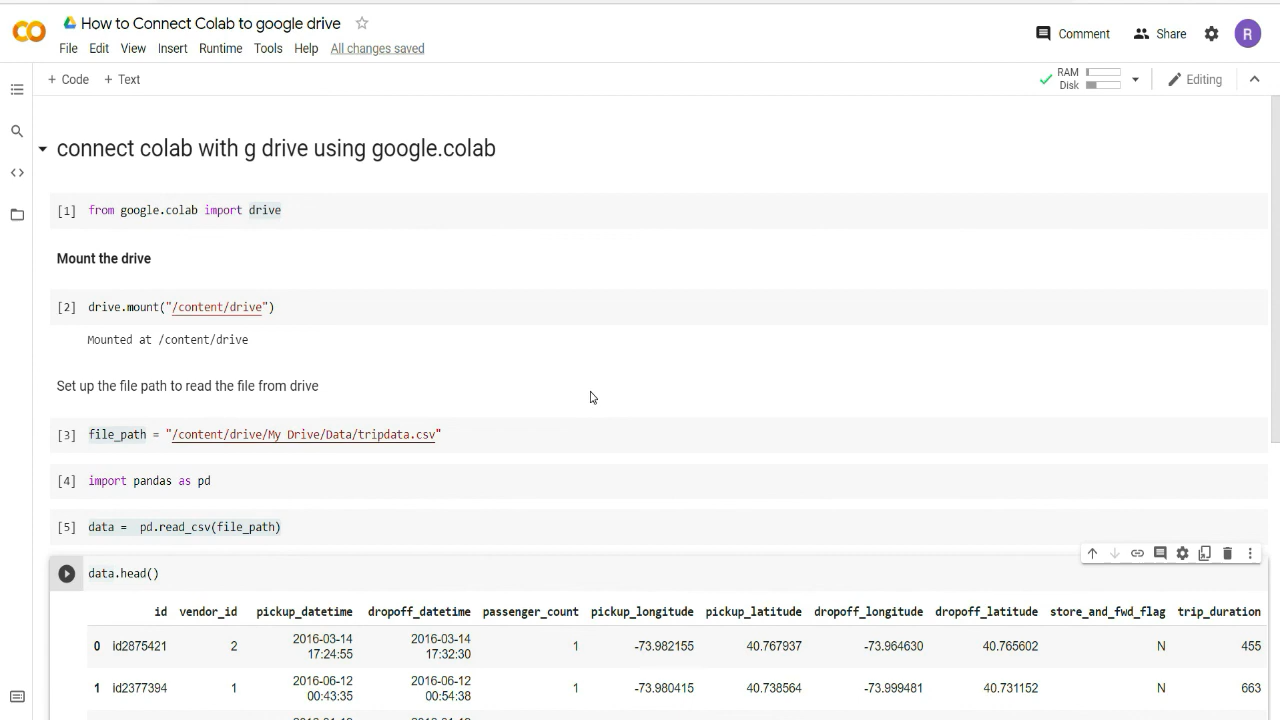 How to Connect Colab to google drive
File Edit View Insert Runtime Tools Help All changes saved
Comment Share R
+ Code + Text
RAM
Disk
Editing
connect colab with g drive using google.colab
[1] from google.colab import drive
Mount the drive
[2] drive.mount("/content/drive")
Mounted at /content/drive
Set up the file path to read the file from drive
[3] file_path = "/content/drive/My Drive/Data/tripdata.csv"
[4] import pandas as pd
[5] data =  pd.read_csv(file_path)
data.head()
id vendor_id pickup_datetime dropoff_datetime passenger_count pickup_longitude pickup_latitude dropoff_longitude dropoff_latitude store_and_fwd_flag trip_duration
0 id2875421 2 2016-03-14 17:24:55 2016-03-14 17:32:30 1 -73.982155 40.767937 -73.964630 40.765602 N 455
1 id2377394 1 2016-06-12 00:43:35 2016-06-12 00:54:38 1 -73.980415 40.738564 -73.999481 40.731152 N 663